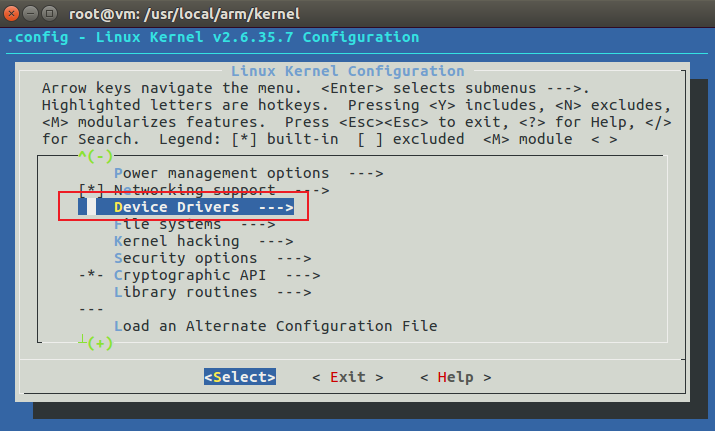 root@vm: /usr/local/arm/kernel
.config - Linux Kernel v2.6.35.7 Configuration
Linux Kernel Configuration
Arrow keys navigate the menu.  <Enter> selects submenus --->.
Highlighted letters are hotkeys.  Pressing <Y> includes, <N> excludes,
<M> modularizes features.  Press <Esc><Esc> to exit, <?> for Help, </>
for Search.  Legend: [*] built-in  [ ] excluded  <M> module  < >
^(-)
Power management options  --->
[*] Networking support  --->
Device Drivers  --->
File systems  --->
Kernel hacking  --->
Security options  --->
-*- Cryptographic API  --->
Library routines  --->
---
Load an Alternate Configuration File
┴(+)
<Select>    < Exit >    < Help >